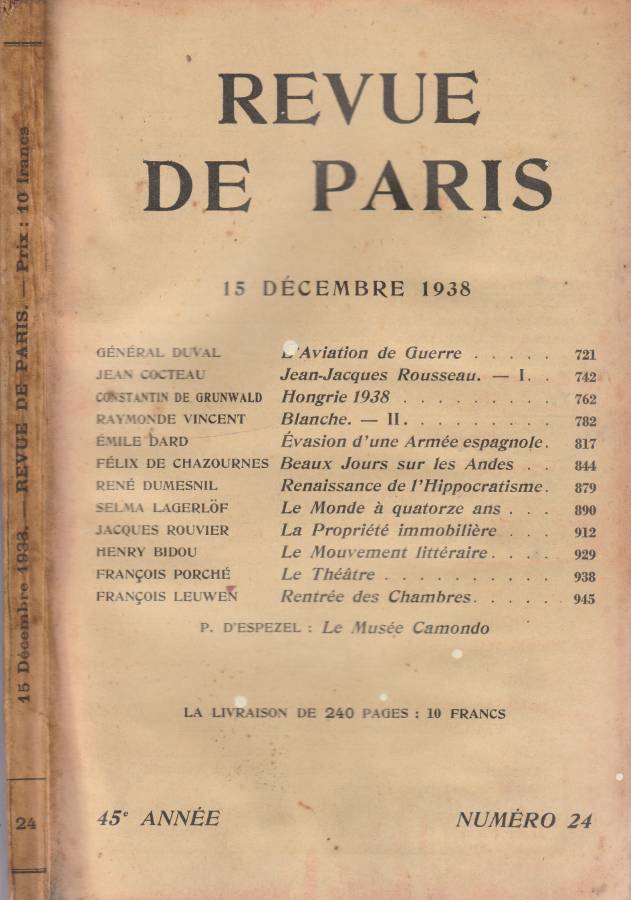 REVUE
DE PARIS
15 DÉCEMBRE 1938
GÉNÉRAL DUVAL L'Aviation de Guerre . . . . . 721
JEAN COCTEAU Jean-Jacques Rousseau. — I. . 742
CONSTANTIN DE GRUNWALD Hongrie 1938 . . . . . . . . . 762
RAYMONDE VINCENT Blanche. — II. . . . . . . . . 782
ÉMILE DARD Évasion d'une Armée espagnole. 817
FÉLIX DE CHAZOURNES Beaux Jours sur les Andes . . 844
RENÉ DUMESNIL Renaissance de l'Hippocratisme. 879
SELMA LAGERLÖF Le Monde à quatorze ans . . . 890
JACQUES ROUVIER La Propriété immobilière . . . 912
HENRY BIDOU Le Mouvement littéraire. . . . 929
FRANÇOIS PORCHÉ Le Théâtre . . . . . . . . . . 938
FRANÇOIS LEUWEN Rentrée des Chambres. . . . . . 945
P. D'ESPEZEL : Le Musée Camondo
LA LIVRAISON DE 240 PAGES : 10 FRANCS
45e ANNÉE NUMÉRO 24
15 Décembre 1938. — REVUE DE PARIS. — Prix : 10 francs
24